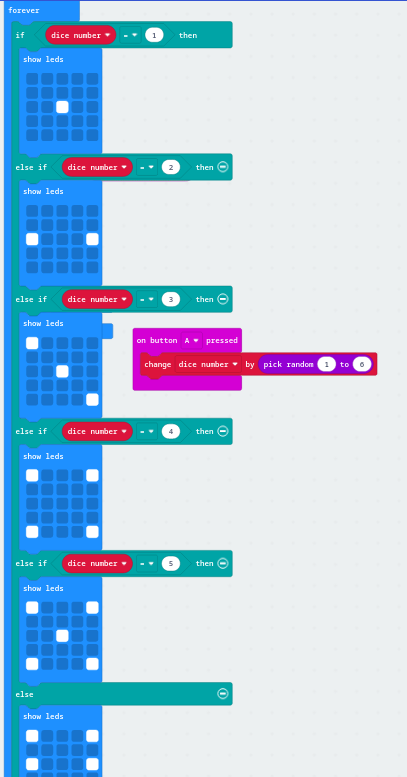 forever
if dice number = 1 then
show leds
else if dice number = 2 then
show leds
else if dice number = 3 then
show leds
on button A pressed
change dice number by pick random 1 to 6
else if dice number = 4 then
show leds
else if dice number = 5 then
show leds
else
show leds